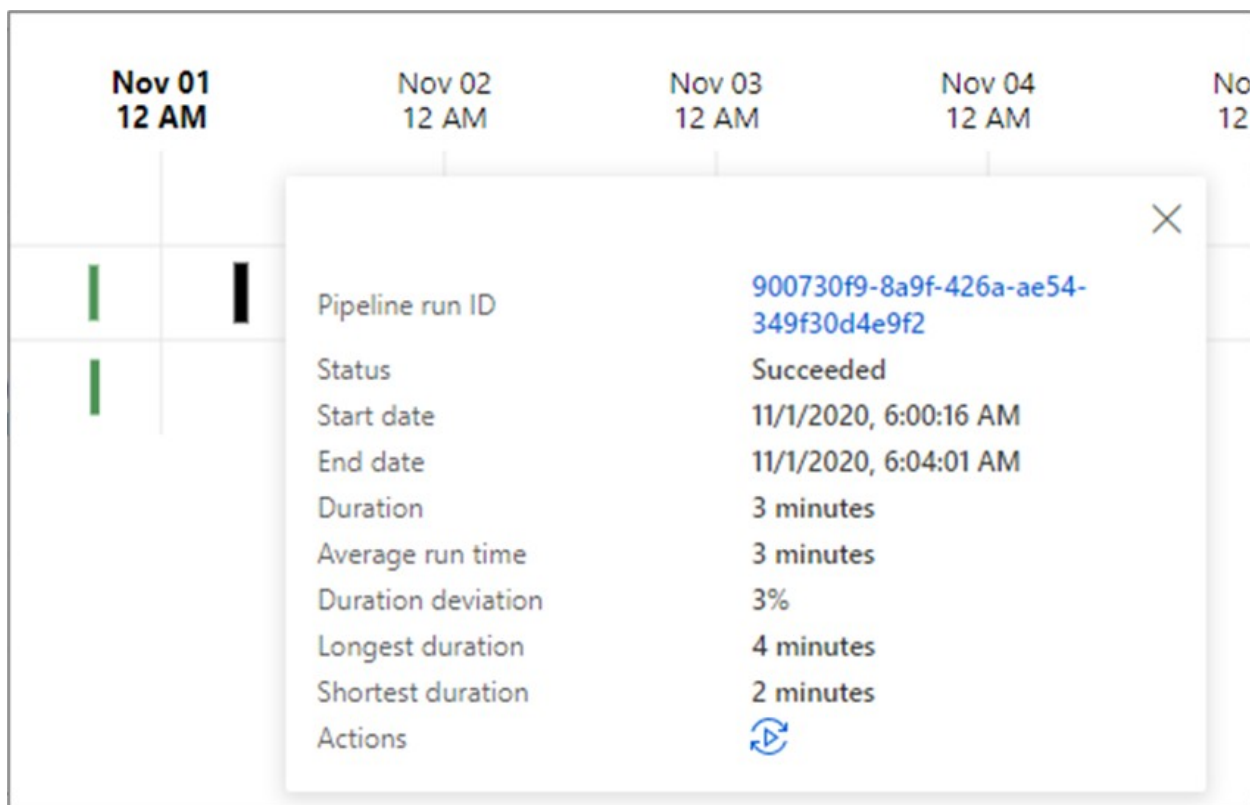 Nov 01
12 AM
Nov 02
12 AM
Nov 03
12 AM
Nov 04
12 AM
No
12
Pipeline run ID
900730f9-8a9f-426a-ae54-
349f30d4e9f2
Status
Succeeded
Start date
11/1/2020, 6:00:16 AM
End date
11/1/2020, 6:04:01 AM
Duration
3 minutes
Average run time
3 minutes
Duration deviation
3%
Longest duration
4 minutes
Shortest duration
2 minutes
Actions